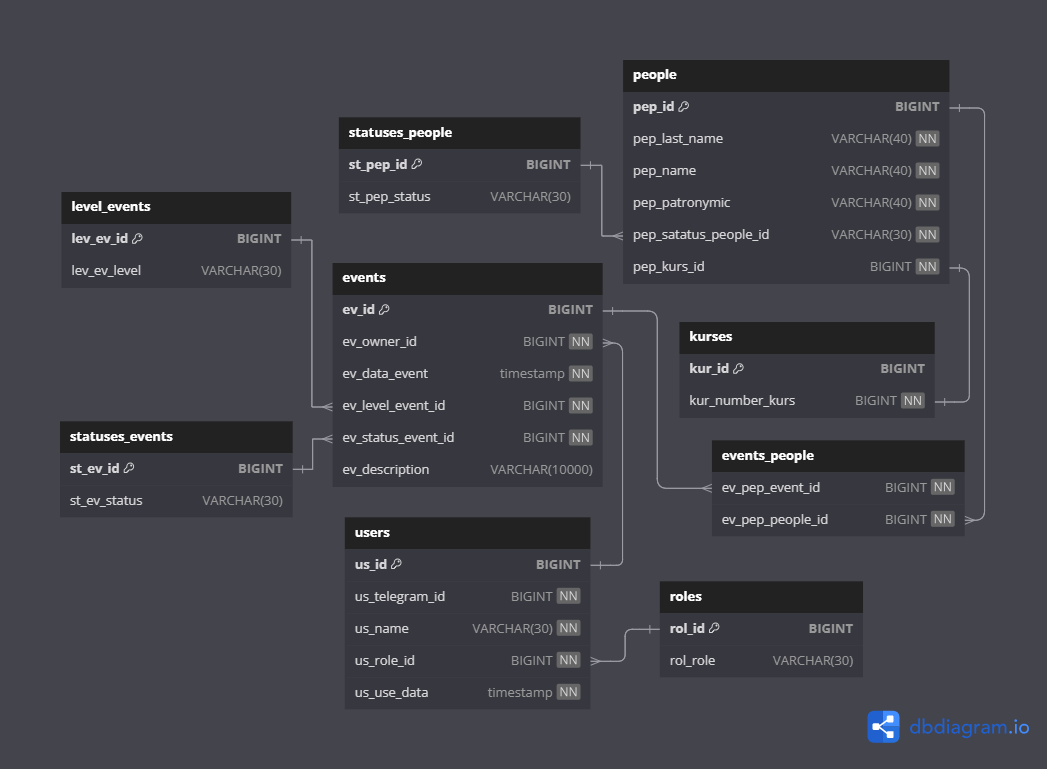 people
pep_id BIGINT
pep_last_name VARCHAR(40) NN
pep_name VARCHAR(40) NN
pep_patronymic VARCHAR(40) NN
pep_satatus_people_id VARCHAR(30) NN
pep_kurs_id BIGINT NN
statuses_people
st_pep_id BIGINT
st_pep_status VARCHAR(30)
level_events
lev_ev_id BIGINT
lev_ev_level VARCHAR(30)
events
ev_id BIGINT
ev_owner_id BIGINT NN
ev_data_event timestamp NN
ev_level_event_id BIGINT NN
ev_status_event_id BIGINT NN
ev_description VARCHAR(10000)
kurses
kur_id BIGINT
kur_number_kurs BIGINT NN
statuses_events
st_ev_id BIGINT
st_ev_status VARCHAR(30)
events_people
ev_pep_event_id BIGINT NN
ev_pep_people_id BIGINT NN
users
us_id BIGINT
us_telegram_id BIGINT NN
us_name VARCHAR(30) NN
us_role_id BIGINT NN
us_use_data timestamp NN
roles
rol_id BIGINT
rol_role VARCHAR(30)
dbdiagram.io